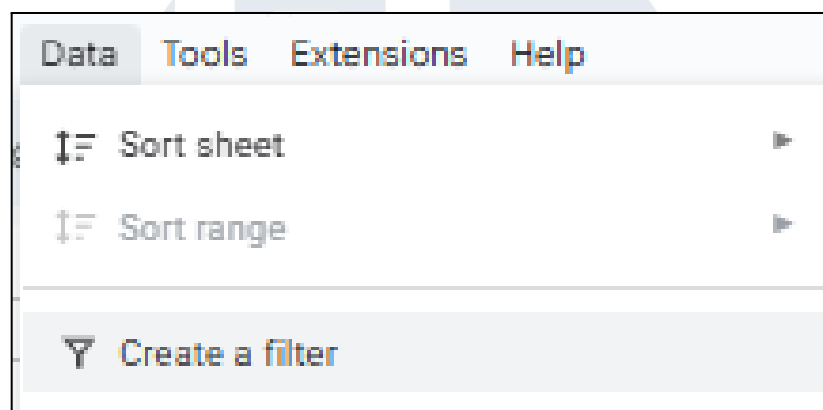 Data Tools Extensions Help
Sort sheet
Sort range
Create a filter